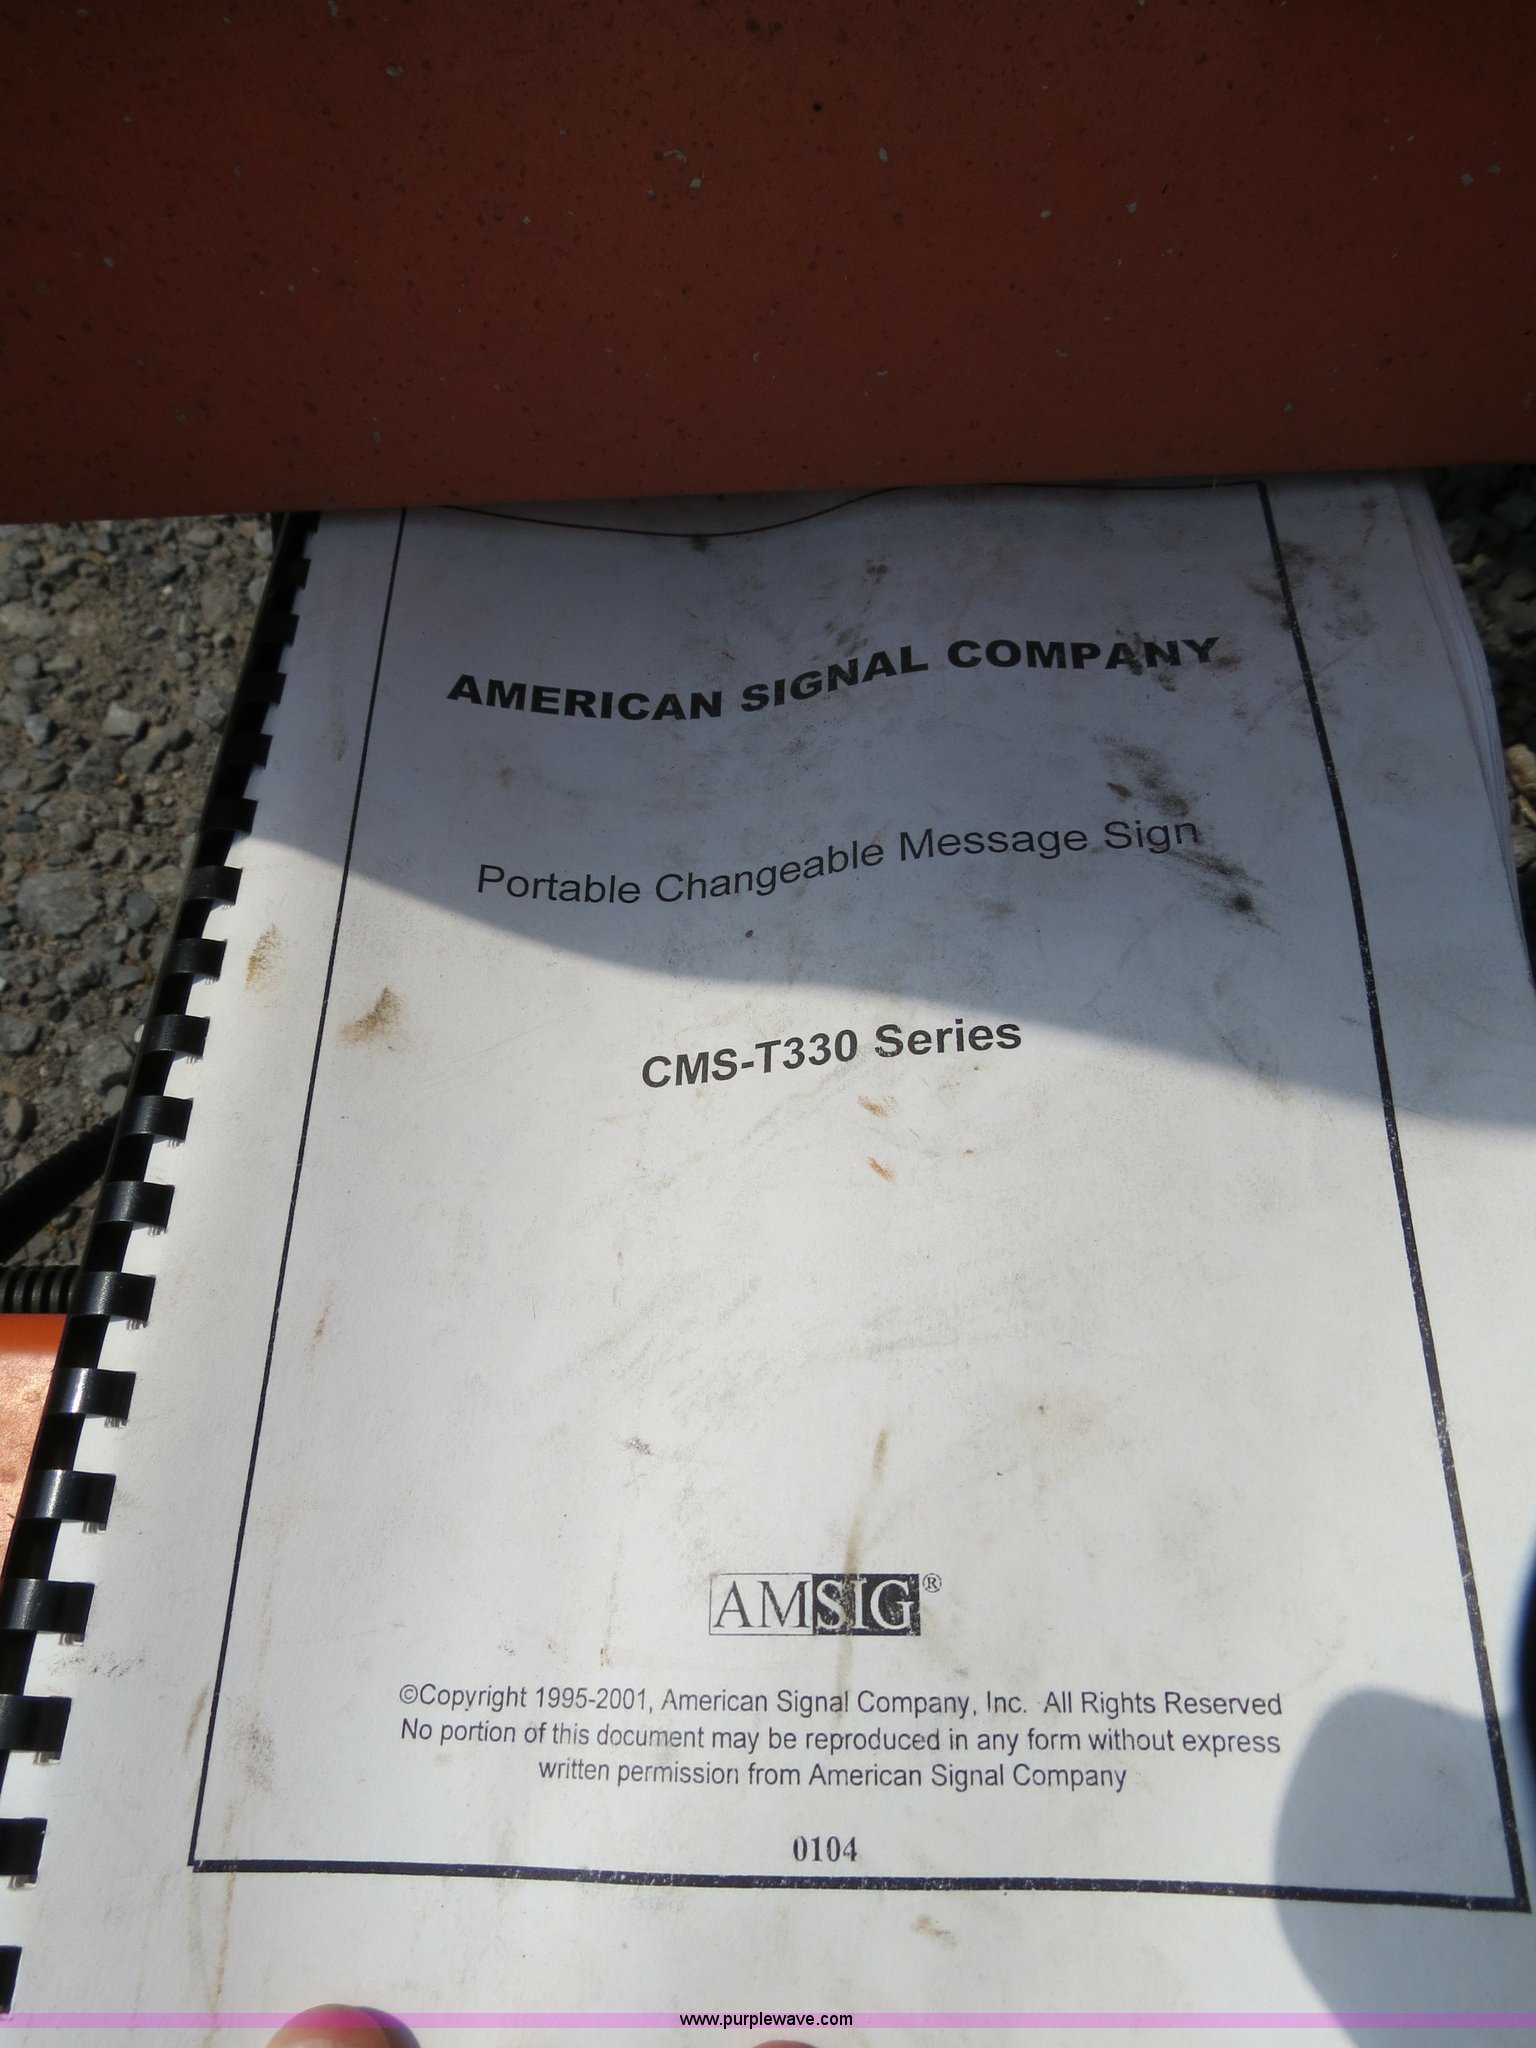 AMERICAN SIGNAL COMPANY
Portable Changeable Message Sign
CMS-T330 Series
AMSIG®
©Copyright 1995-2001, American Signal Company, Inc. All Rights Reserved
No portion of this document may be reproduced in any form without express
written permission from American Signal Company
0104
www.purplewave.com